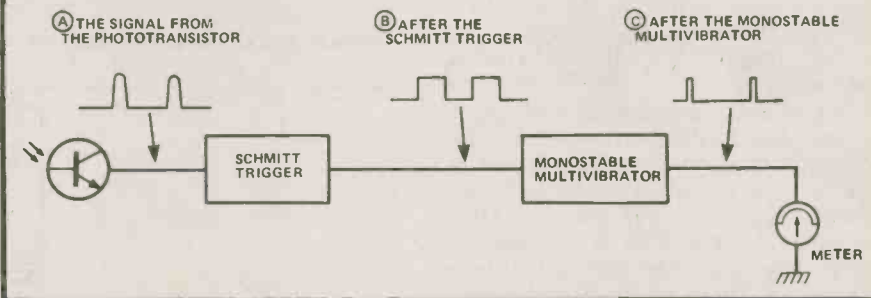 Ⓐ THE SIGNAL FROM
THE PHOTOTRANSISTOR
Ⓑ AFTER THE
SCHMITT TRIGGER
Ⓒ AFTER THE MONOSTABLE
MULTIVIBRATOR
SCHMITT
TRIGGER
MONOSTABLE
MULTIVIBRATOR
METER